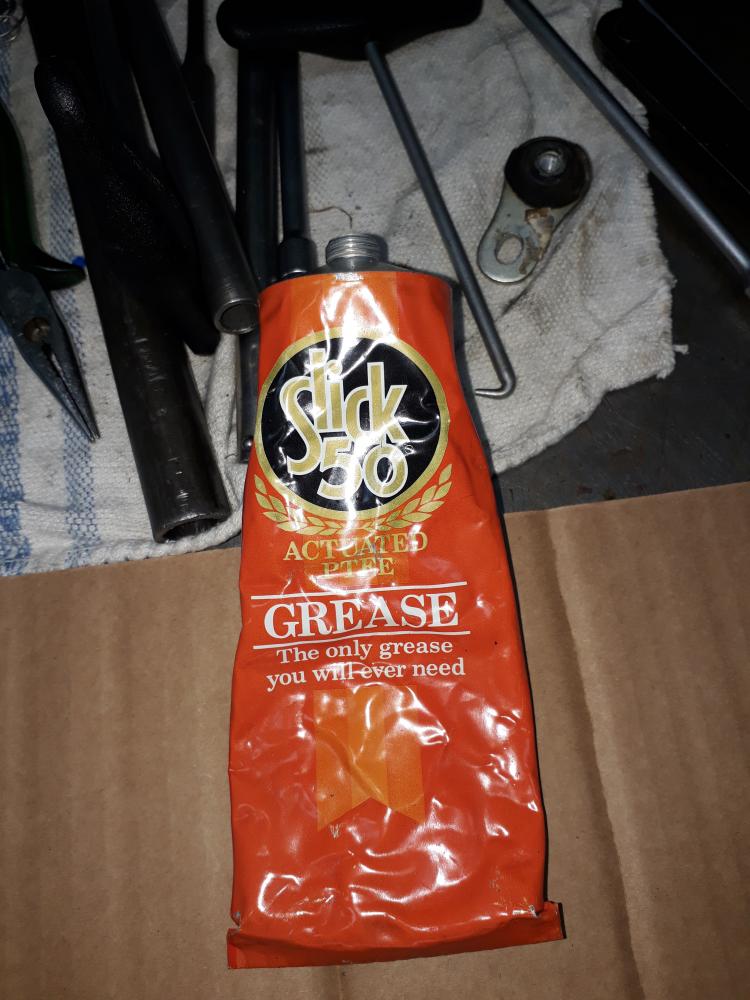 Slick
50
ACTUATED
PTFE
GREASE
The only grease
you will ever need